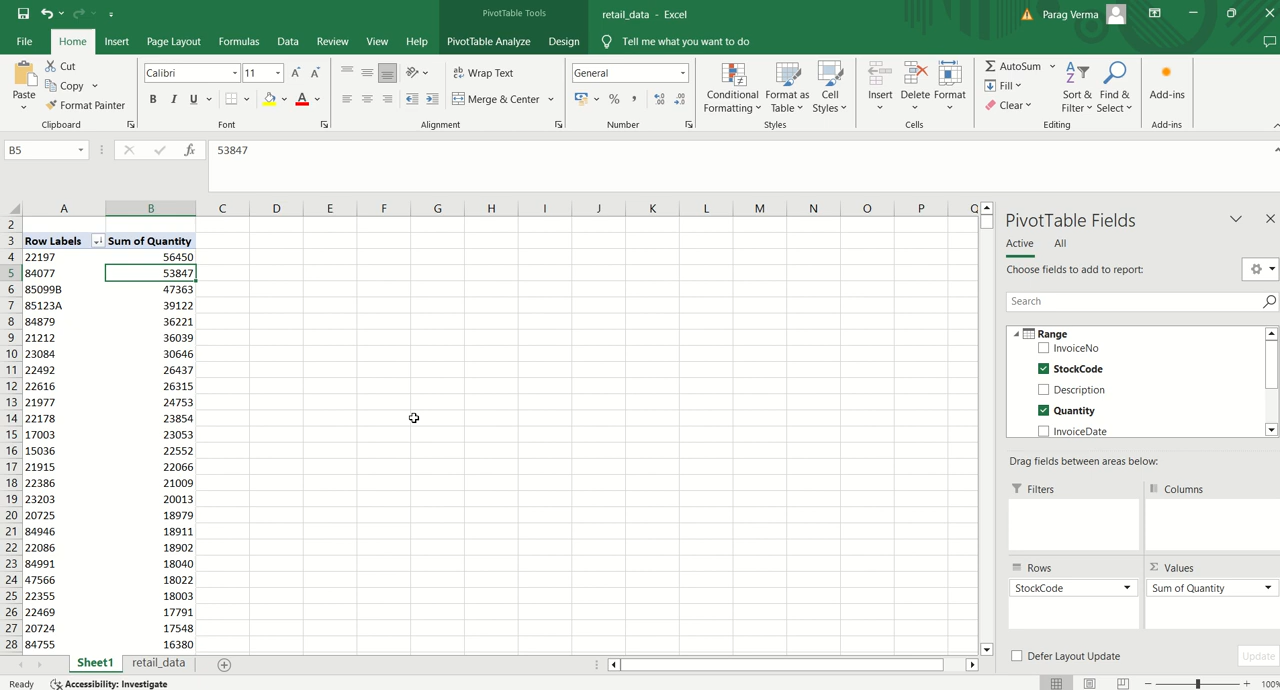 PivotTable Tools
retail_data - Excel
Parag Verma
File Home Insert Page Layout Formulas Data Review View Help PivotTable Analyze Design Tell me what you want to do
Paste
Cut
Copy
Format Painter
Clipboard
Calibri 11 A A
B I U A
Font
Wrap Text
Merge & Center
Alignment
General
% ,
Number
Conditional Formatting
Format as Table
Cell Styles
Styles
Insert Delete Format
Cells
AutoSum
Fill
Clear
Sort & Filter
Find & Select
Editing
Add-ins
Add-ins
B5 fx 53847
A B C D E F G H I J K L M N O P Q
2
3 Row Labels Sum of Quantity
4 22197 56450
5 84077 53847
6 85099B 47363
7 85123A 39122
8 84879 36221
9 21212 36039
10 23084 30646
11 22492 26437
12 22616 26315
13 21977 24753
14 22178 23854
15 17003 23053
16 15036 22552
17 21915 22066
18 22386 21009
19 23203 20013
20 20725 18979
21 84946 18911
22 22086 18902
23 84991 18040
24 47566 18022
25 22355 18003
26 22469 17791
27 20724 17548
28 84755 16380
Sheet1 retail_data
Ready Accessibility: Investigate
100%
PivotTable Fields
Active All
Choose fields to add to report:
Search
Range
InvoiceNo
StockCode
Description
Quantity
InvoiceDate
Drag fields between areas below:
Filters
Columns
Rows
StockCode
Σ Values
Sum of Quantity
Defer Layout Update
Update